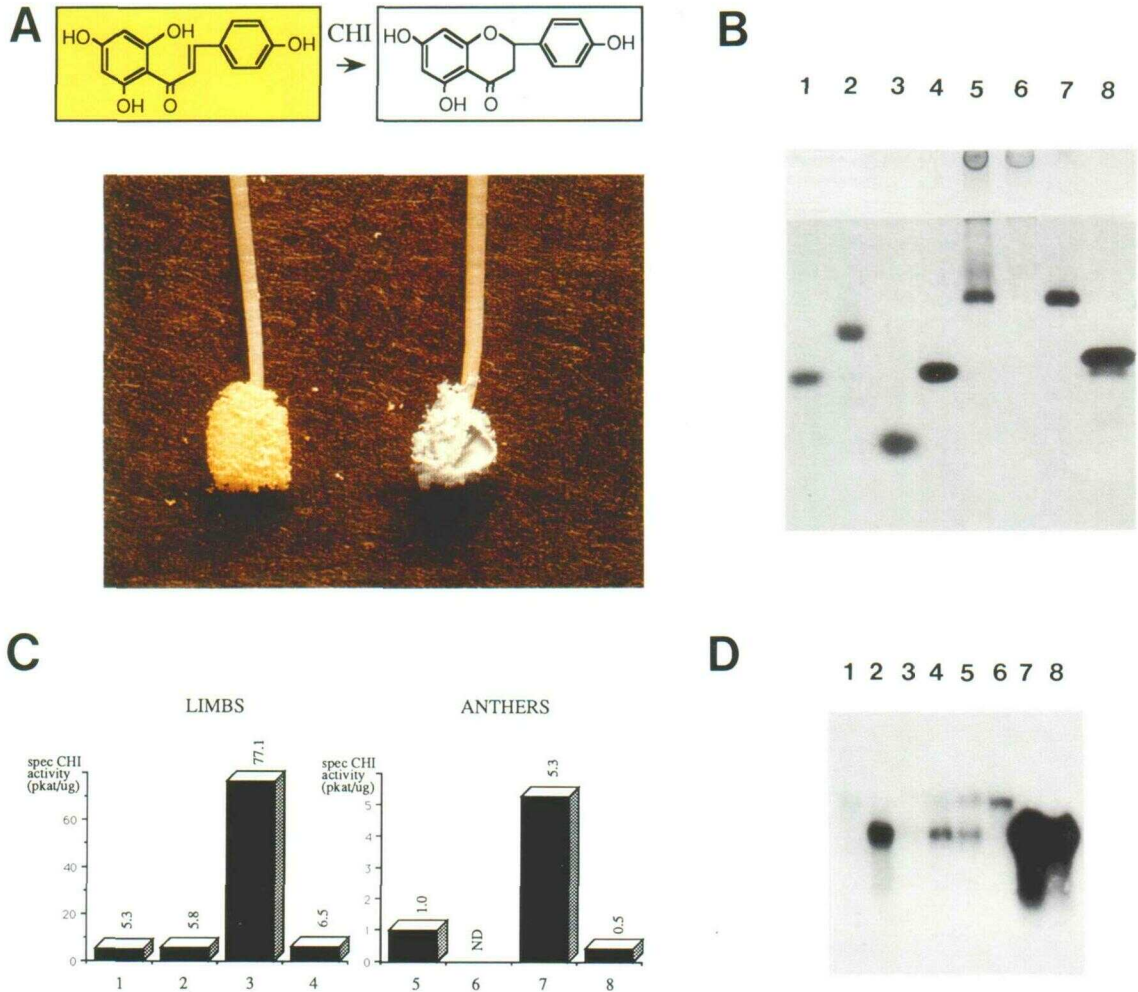 A
HO
OH
OH
OH
O
CHI
HO
O
OH
OH
O
B
1 2 3 4 5 6 7 8
C
LIMBS
spec CHI
activity
(pkat/ug)
60
40
20
0
5.3
5.8
77.1
6.5
1 2 3 4
ANTHERS
spec CHI
activity
(pkat/ug)
5
4
3
2
1
0
1.0
ND
5.3
0.5
5 6 7 8
D
1 2 3 4 5 6 7 8